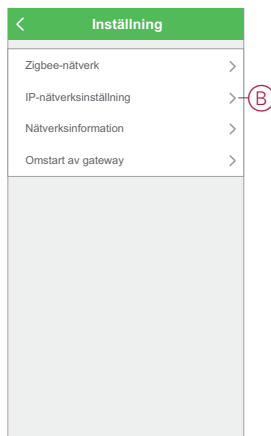 Inställning
Zigbee-nätverk
IP-nätverksinställning
B
Nätverksinformation
Omstart av gateway